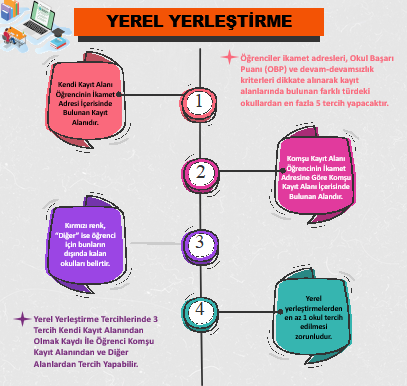 YEREL YERLEŞTİRME
Öğrenciler ikamet adresleri, Okul Başarı
Puanı (OBP) ve devam-devamsızlık
kriterleri dikkate alınarak kayıt
alanlarında bulunan farklı türdeki
okullardan en fazla 5 tercih yapacaktır.
Kendi Kayıt Alanı
Öğrencinin İkamet
Adresi İçerisinde
Bulunan Kayıt
Alanıdır.
1
2
Komşu Kayıt Alanı
Öğrencinin İkamet
Adresine Göre Komşu
Kayıt Alanı İçerisinde
Bulunan Alandır.
Kırmızı renk,
"Diğer" ise öğrenci
için bunların
dışında kalan
okulları belirtir.
3
4
Yerel
yerleştirmelerden
en az 1 okul tercih
edilmesi
zorunludur.
Yerel Yerleştirme Tercihlerinde 3
Tercih Kendi Kayıt Alanından
Olmak Kaydı İle Öğrenci Komşu
Kayıt Alanından ve Diğer
Alanlardan Tercih Yapabilir.